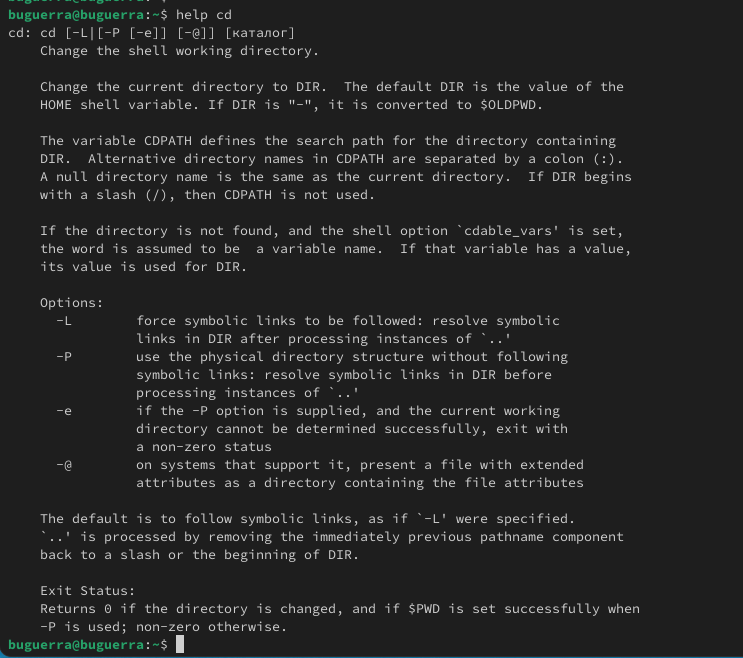 buguerra@buguerra:~$ help cd
cd: cd [-L|[-P [-e]] [-@]] [каталог]
    Change the shell working directory.

    Change the current directory to DIR.  The default DIR is the value of the
    HOME shell variable. If DIR is "-", it is converted to $OLDPWD.

    The variable CDPATH defines the search path for the directory containing
    DIR.  Alternative directory names in CDPATH are separated by a colon (:).
    A null directory name is the same as the current directory.  If DIR begins
    with a slash (/), then CDPATH is not used.

    If the directory is not found, and the shell option `cdable_vars' is set,
    the word is assumed to be  a variable name.  If that variable has a value,
    its value is used for DIR.

    Options:
      -L        force symbolic links to be followed: resolve symbolic
                links in DIR after processing instances of `..'
      -P        use the physical directory structure without following
                symbolic links: resolve symbolic links in DIR before
                processing instances of `..'
      -e        if the -P option is supplied, and the current working
                directory cannot be determined successfully, exit with
                a non-zero status
      -@        on systems that support it, present a file with extended
                attributes as a directory containing the file attributes

    The default is to follow symbolic links, as if `-L' were specified.
    `..' is processed by removing the immediately previous pathname component
    back to a slash or the beginning of DIR.

    Exit Status:
    Returns 0 if the directory is changed, and if $PWD is set successfully when
    -P is used; non-zero otherwise.
buguerra@buguerra:~$